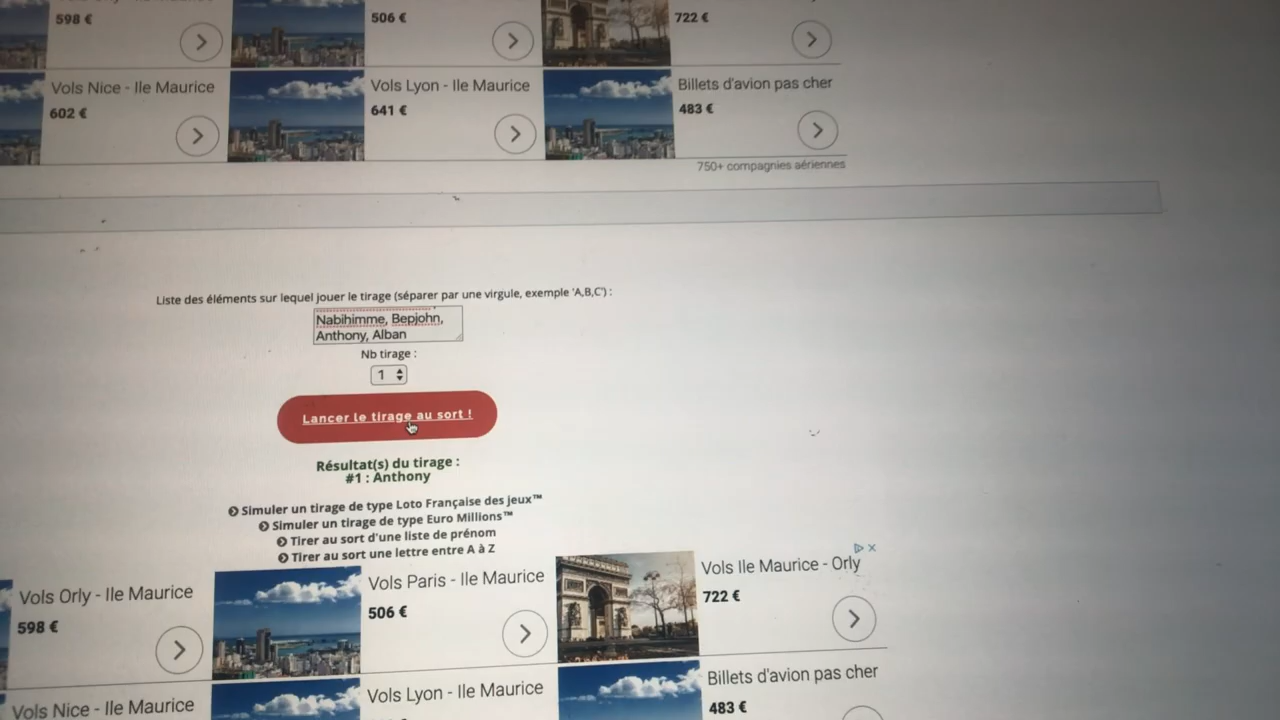 598 €
506 €
722 €
Vols Nice - Ile Maurice
602 €
Vols Lyon - Ile Maurice
641 €
Billets d'avion pas cher
483 €
750+ compagnies aériennes
Liste des éléments sur lequel jouer le tirage (séparer par une virgule, exemple 'A,B,C') :
Nabihimme, Bepjohn,
Anthony, Alban
Nb tirage :
1
Lancer le tirage au sort !
Résultat(s) du tirage :
#1 : Anthony
Simuler un tirage de type Loto Française des jeux™
Simuler un tirage de type Euro Millions™
Tirer au sort d'une liste de prénom
Tirer au sort une lettre entre A à Z
Vols Orly - Ile Maurice
598 €
Vols Paris - Ile Maurice
506 €
Vols Ile Maurice - Orly
722 €
Vols Nice - Ile Maurice
Vols Lyon - Ile Maurice
Billets d'avion pas cher
483 €